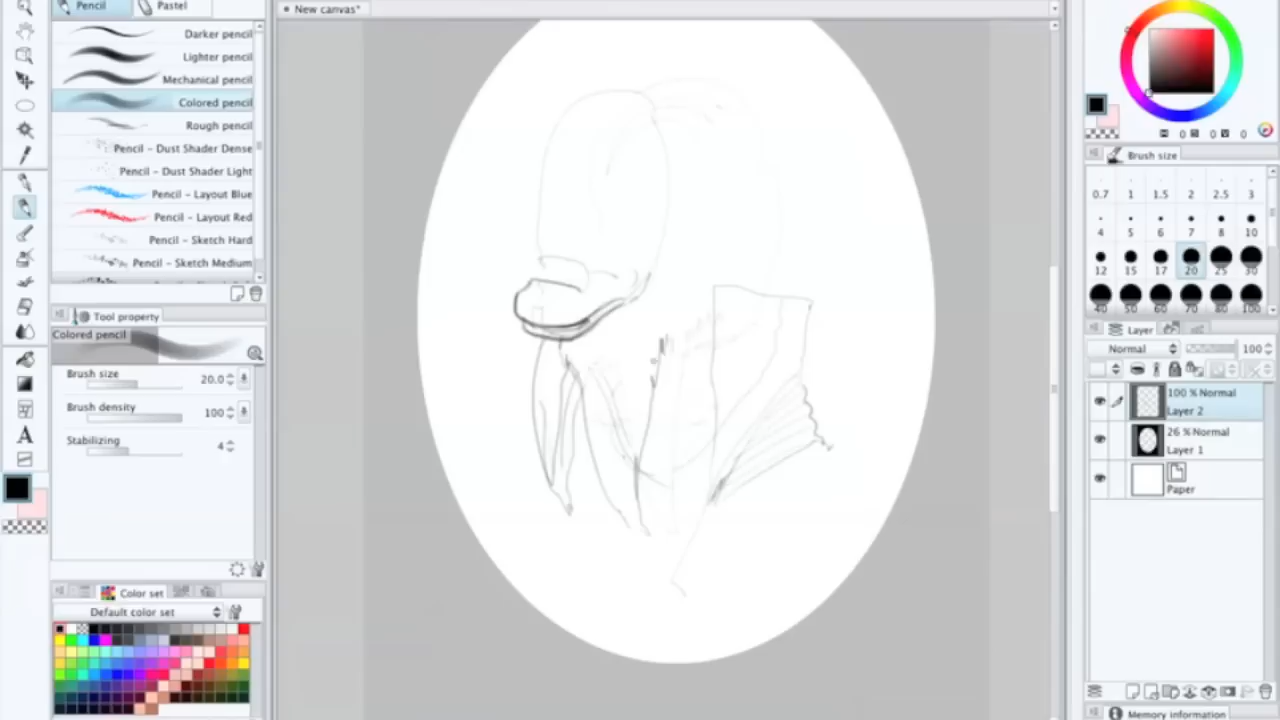 Pencil
Pastel
New canvas*
Darker pencil
Lighter pencil
Mechanical pencil
Colored pencil
Rough pencil
Pencil - Dust Shader Dense
Pencil - Dust Shader Light
Pencil - Layout Blue
Pencil - Layout Red
Pencil - Sketch Hard
Pencil - Sketch Medium
Tool property
Colored pencil
Brush size
20.0
Brush density
100
Stabilizing
4
Color set
Default color set
0 0 0
Brush size
0.7 1 1.5 2 2.5 3
4 5 6 7 8 10
12 15 17 20 25 30
40 50 60 70 80 100
Layer
Normal 100
100 % Normal
Layer 2
26 % Normal
Layer 1
Paper
Memory information
A